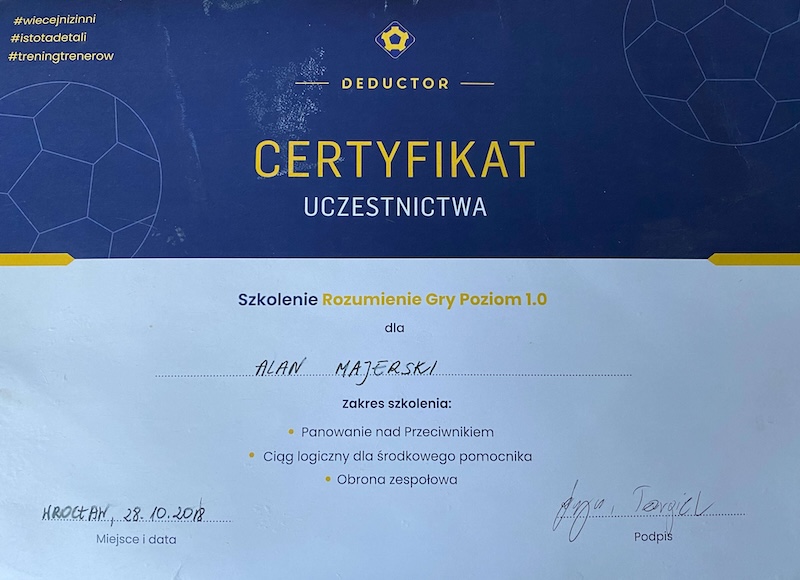 #wiecejnizinni
#istotadetali
#treningtrenerow
DEDUCTOR
CERTYFIKAT
UCZESTNICTWA
Szkolenie Rozumienie Gry Poziom 1.0
dla
ALAN MAJERSKI
Zakres szkolenia:
Panowanie nad Przeciwnikiem
Ciąg logiczny dla środkowego pomocnika
Obrona zespołowa
WROCŁAW, 28.10.2018
Miejsce i data
Podpis